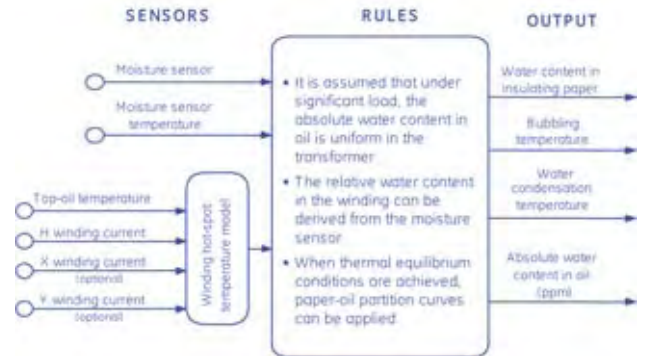 SENSORS
RULES
OUTPUT
Moisture sensor
Moisture sensor
temperature
Top-oil temperature
H winding current
X winding current
(optional)
Y winding current
(optional)
Winding hot-spot
temperature model
• It is assumed that under
significant load, the
absolute water content in
oil is uniform in the
transformer
• The relative water content
in the winding can be
derived from the moisture
sensor
• When thermal equilibrium
conditions are achieved,
paper-oil partition curves
can be applied
Water content in
insulating paper
Bubbling
temperature
Water
condensation
temperature
Absolute water
content in oil
(ppm)